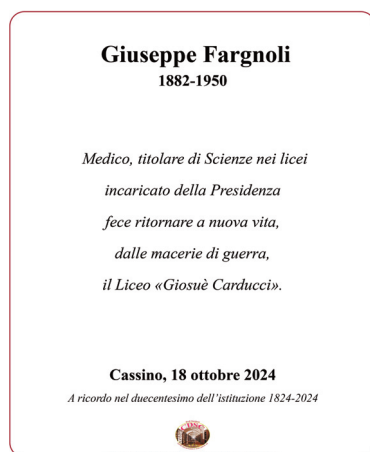 Giuseppe Fargnoli
1882-1950
Medico, titolare di Scienze nei licei
incaricato della Presidenza
fece ritornare a nuova vita,
dalle macerie di guerra,
il Liceo «Giosuè Carducci».
Cassino, 18 ottobre 2024
A ricordo nel duecentesimo dell’istituzione 1824-2024
CDSC